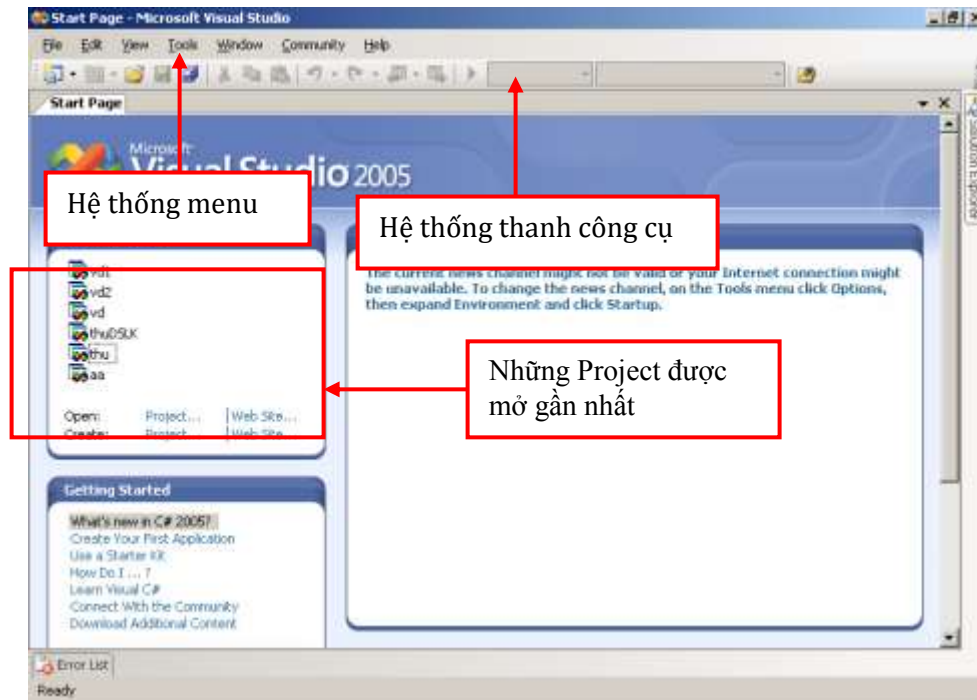 Start Page - Microsoft Visual Studio
File Edit View Tools Window Community Help
Start Page
Microsoft
Visual Studio 2005
Hệ thống menu
Hệ thống thanh công cụ
The current news channel might not be valid or your Internet connection might
be unavailable. To change the news channel, on the Tools menu click Options,
then expand Environment and click Startup.
vd1
vd2
vd
thuDSLK
thu
aa
Những Project được
mở gần nhất
Open: Project... Web Site...
Create: Project... Web Site...
Getting Started
What's new in C# 2005?
Create Your First Application
Use a Starter Kit
How Do I ... ?
Learn Visual C#
Connect With the Community
Download Additional Content
Solution Explorer
Error List
Ready